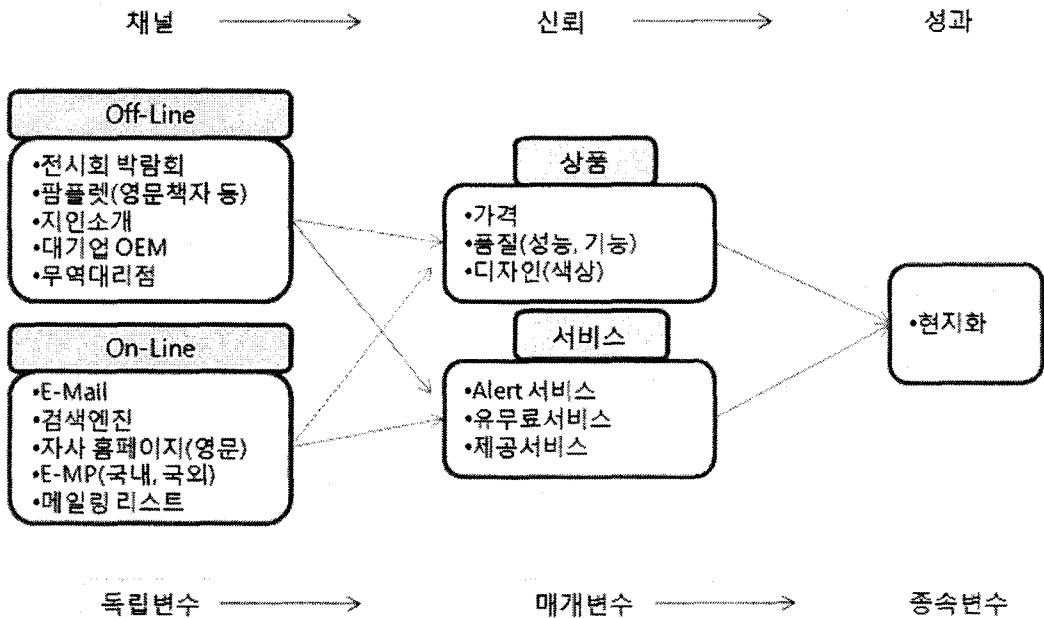 채널 신뢰 성과
Off-Line
•전시회 박람회
•팜플렛(영문책자 등)
•지인소개
•대기업 OEM
•무역대리점
상품
•가격
•품질(성능, 기능)
•디자인(색상)
On-Line
•E-Mail
•검색엔진
•자사 홈페이지(영문)
•E-MP(국내, 국외)
•메일링 리스트
서비스
•Alert 서비스
•유무료서비스
•제공서비스
•현지화
독립변수 매개변수 종속변수